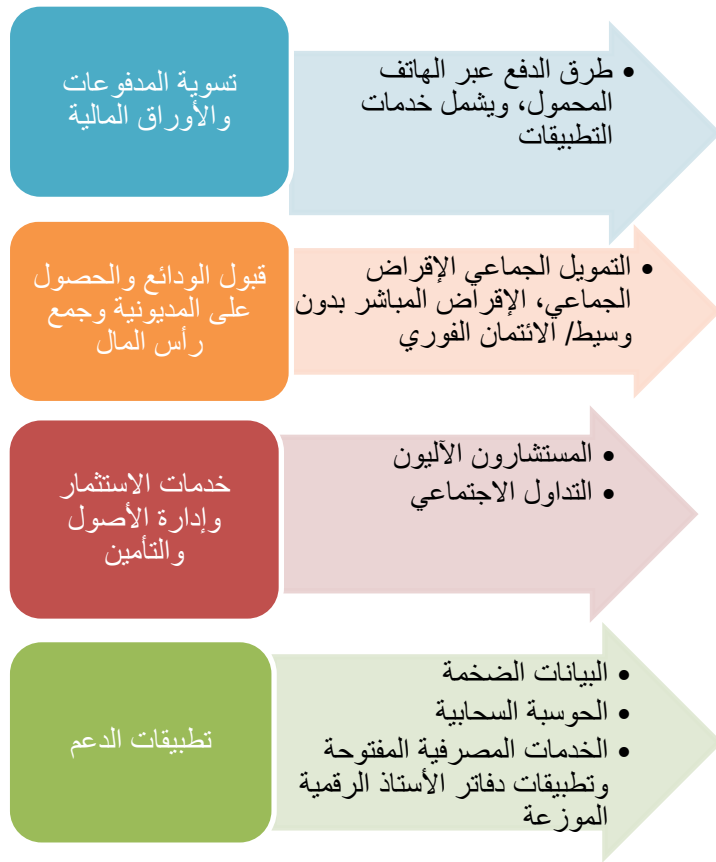 تسوية المدفوعات
والأوراق المالية
• طرق الدفع عبر الهاتف
المحمول، ويشمل خدمات
التطبيقات
قبول الودائع والحصول
على المديونية وجمع
رأس المال
• التمويل الجماعي الإقراض
الجماعي، الإقراض المباشر بدون
وسيط/ الائتمان الفوري
خدمات الاستثمار
وإدارة الأصول
والتأمين
• المستشارون الآليون
• التداول الاجتماعي
تطبيقات الدعم
• البيانات الضخمة
• الحوسبة السحابية
• الخدمات المصرفية المفتوحة
وتطبيقات دفاتر الأستاذ الرقمية
الموزعة